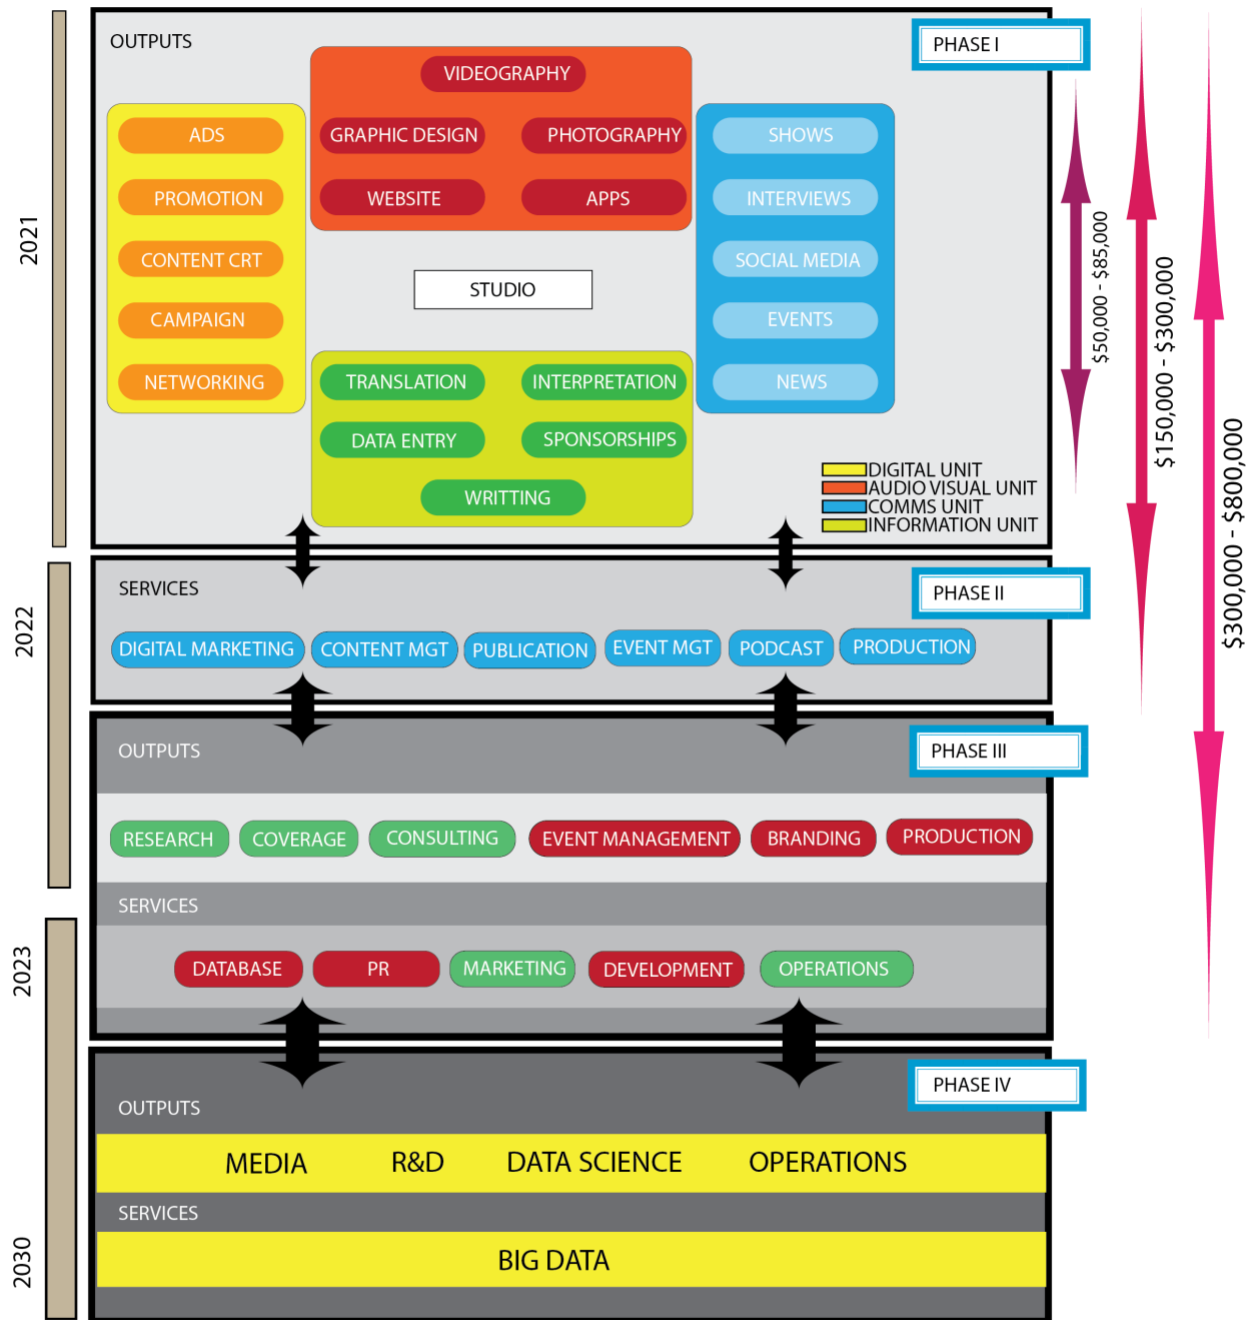 OUTPUTS
PHASE I
VIDEOGRAPHY
ADS
GRAPHIC DESIGN
PHOTOGRAPHY
SHOWS
PROMOTION
WEBSITE
APPS
INTERVIEWS
2021
CONTENT CRT
SOCIAL MEDIA
STUDIO
CAMPAIGN
EVENTS
NETWORKING
TRANSLATION
INTERPRETATION
NEWS
DATA ENTRY
SPONSORSHIPS
WRITTING
DIGITAL UNIT
AUDIO VISUAL UNIT
COMMS UNIT
INFORMATION UNIT
$50,000 - $85,000
$150,000 - $300,000
$300,000 - $800,000
2022
SERVICES
PHASE II
DIGITAL MARKETING
CONTENT MGT
PUBLICATION
EVENT MGT
PODCAST
PRODUCTION
OUTPUTS
PHASE III
RESEARCH
COVERAGE
CONSULTING
EVENT MANAGEMENT
BRANDING
PRODUCTION
SERVICES
2023
DATABASE
PR
MARKETING
DEVELOPMENT
OPERATIONS
PHASE IV
OUTPUTS
MEDIA
R&D
DATA SCIENCE
OPERATIONS
SERVICES
BIG DATA
2030